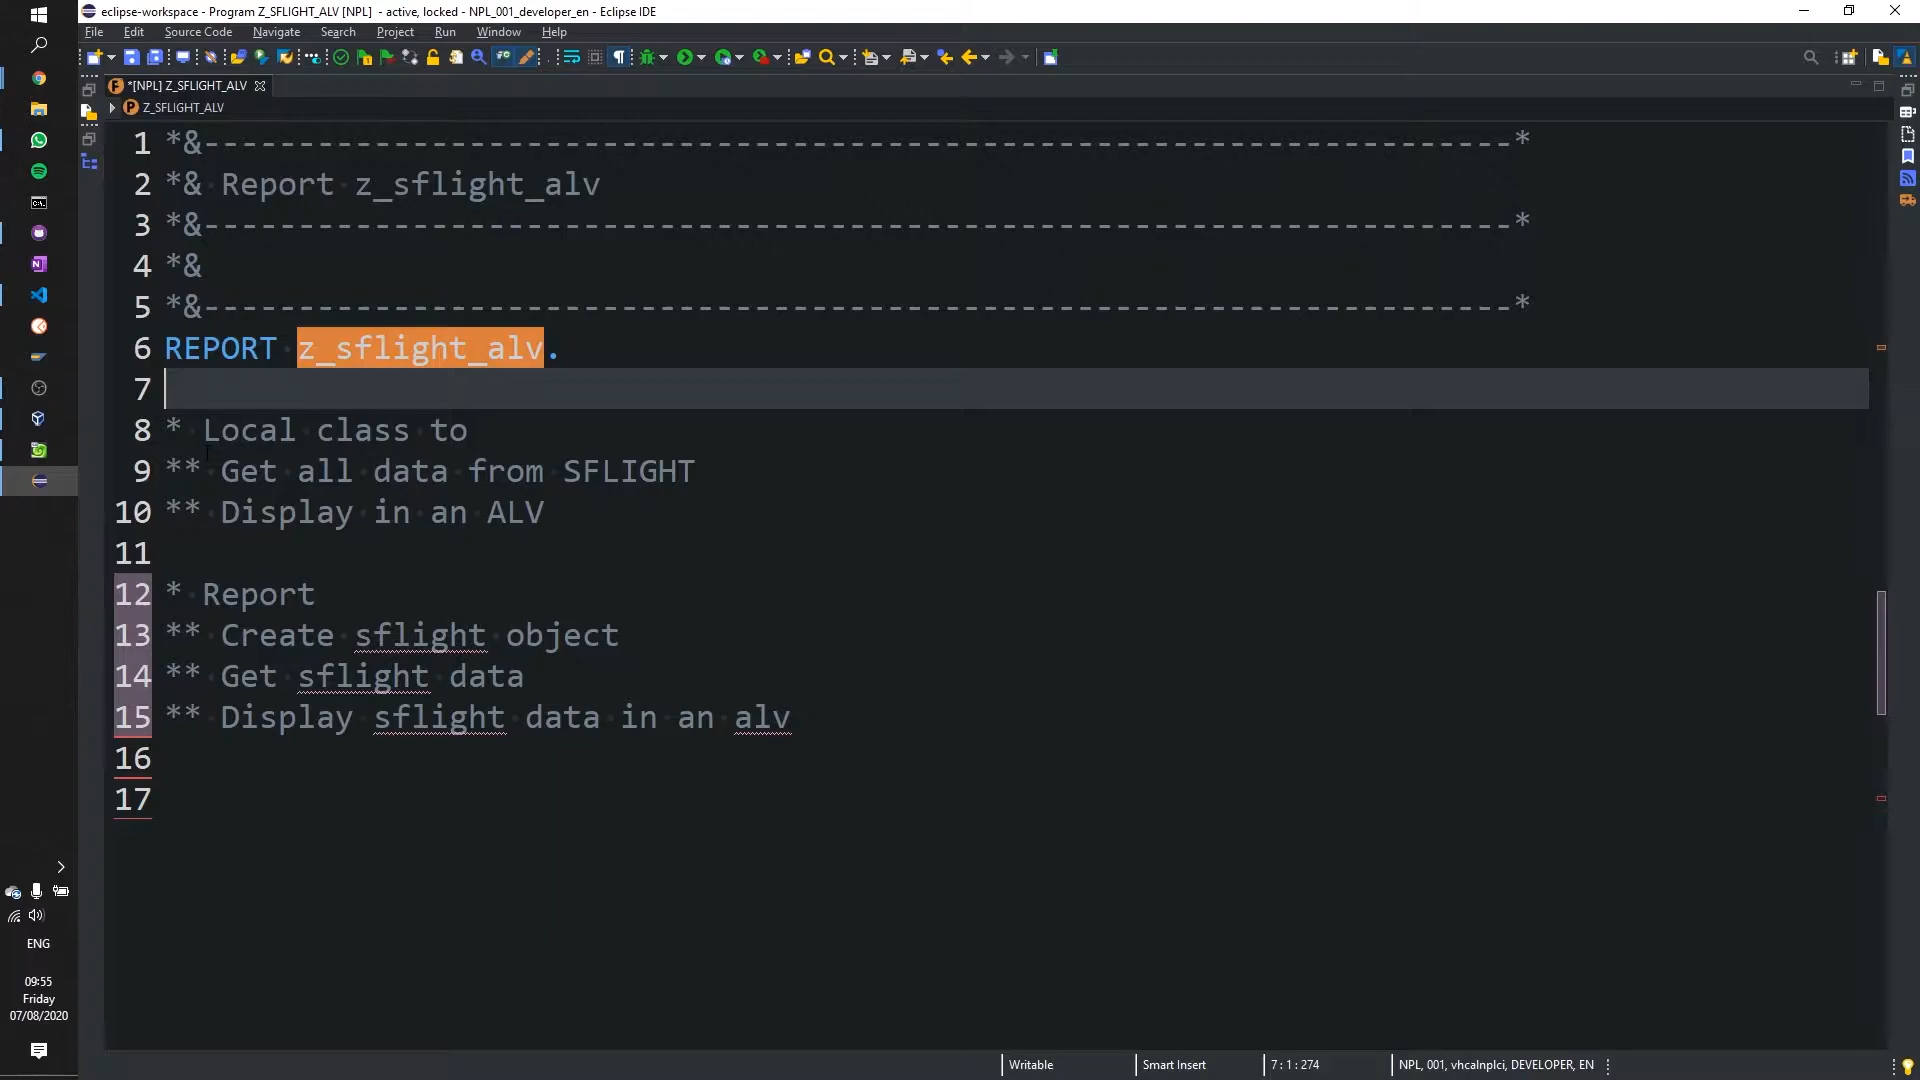 eclipse-workspace - Program Z_SFLIGHT_ALV [NPL] - active, locked - NPL_001_developer_en - Eclipse IDE
File Edit Source Code Navigate Search Project Run Window Help
*[NPL] Z_SFLIGHT_ALV
Z_SFLIGHT_ALV
1 *&---------------------------------------------------------------------*
2 *& Report z_sflight_alv
3 *&---------------------------------------------------------------------*
4 *&
5 *&---------------------------------------------------------------------*
6 REPORT z_sflight_alv.
7
8 * Local class to
9 ** Get all data from SFLIGHT
10 ** Display in an ALV
11
12 * Report
13 ** Create sflight object
14 ** Get sflight data
15 ** Display sflight data in an alv
16
17
ENG
09:55
Friday
07/08/2020
Writable Smart Insert 7 : 1 : 274 NPL, 001, vhcalnplci, DEVELOPER, EN